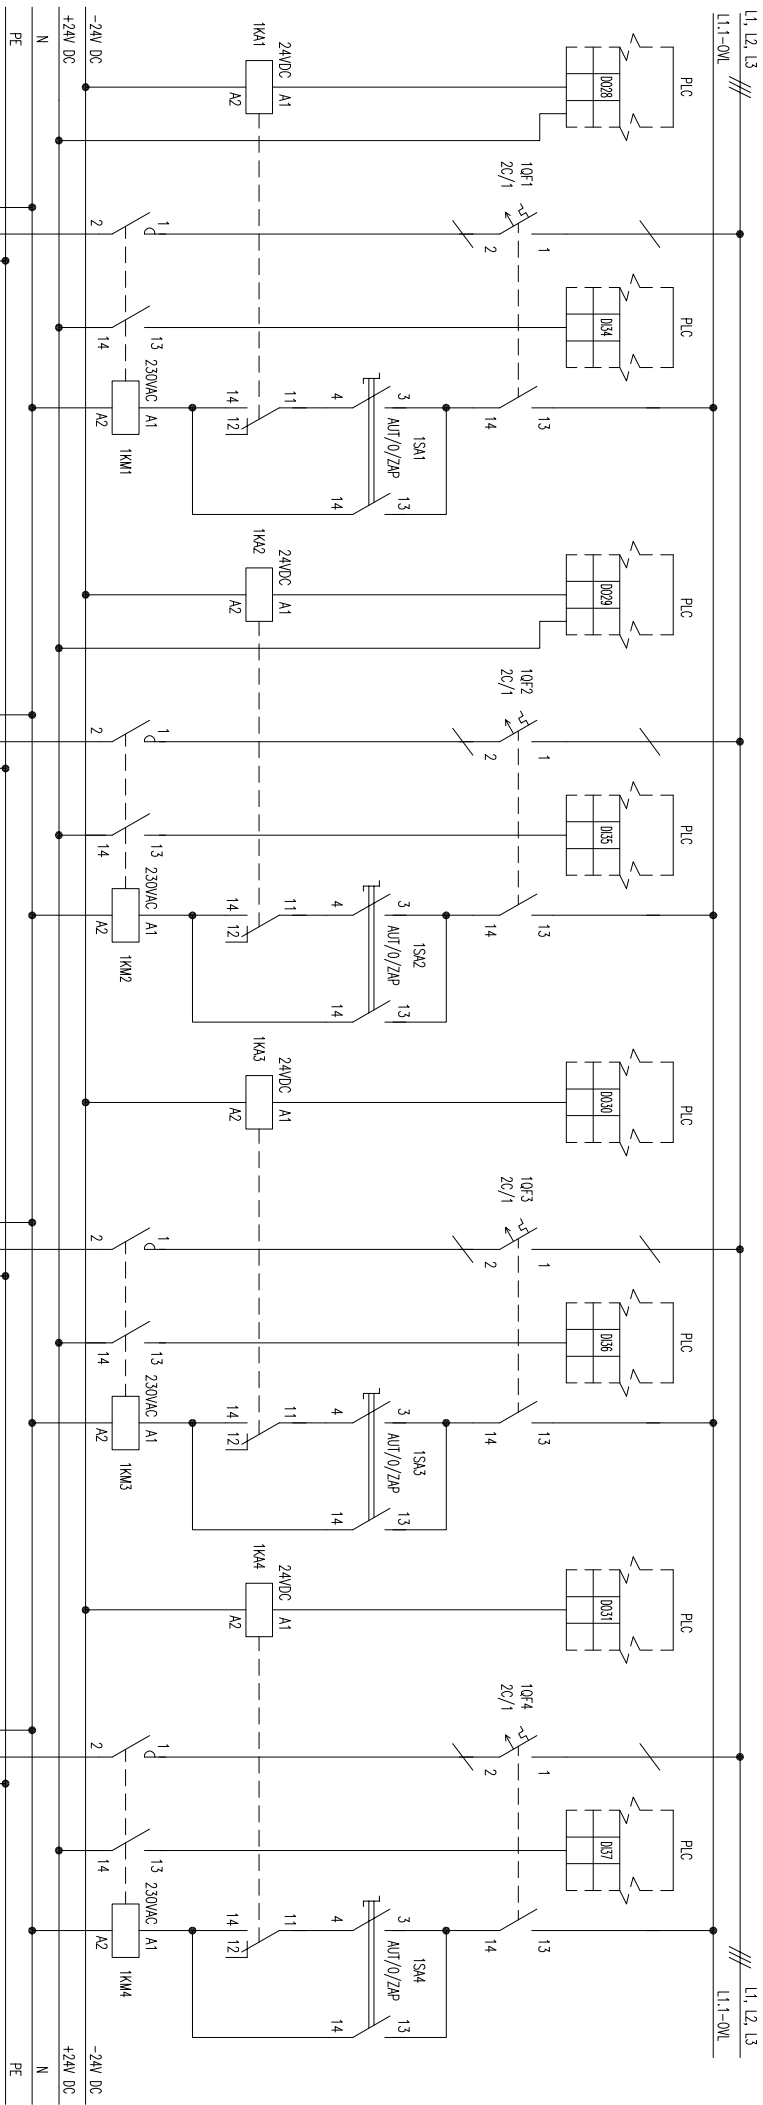 L1, L2, L3
L1.1-OVL
PLC
DO28
1KA1
24VDC
A1
A2
1QF1
2C/1
1
2
1
2
PLC
DI34
13
14
13
14
1SA1
AUT/0/ZAP
3
4
13
14
11
14
12
230VAC
A1
A2
1KM1
PLC
DO29
1KA2
24VDC
A1
A2
1QF2
2C/1
1
2
1
2
PLC
DI35
13
14
13
14
1SA2
AUT/0/ZAP
3
4
13
14
11
14
12
230VAC
A1
A2
1KM2
PLC
DO30
1KA3
24VDC
A1
A2
1QF3
2C/1
1
2
1
2
PLC
DI36
13
14
13
14
1SA3
AUT/0/ZAP
3
4
13
14
11
14
12
230VAC
A1
A2
1KM3
PLC
DO31
1KA4
24VDC
A1
A2
1QF4
2C/1
1
2
1
2
PLC
DI37
13
14
13
14
1SA4
AUT/0/ZAP
3
4
13
14
11
14
12
230VAC
A1
A2
1KM4
L1, L2, L3
L1.1-OVL
-24V DC
+24V DC
N
PE
-24V DC
+24V DC
N
PE